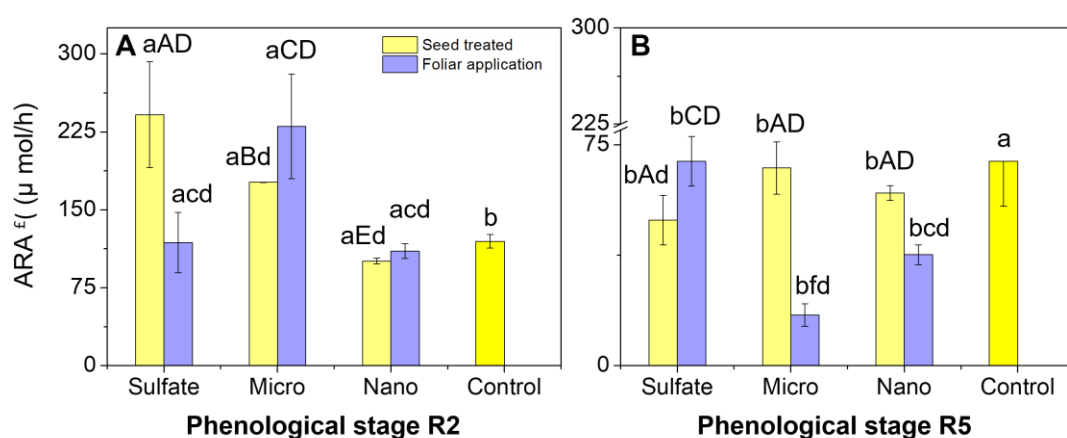 A
B
Seed treated
Foliar application
ARA £( (µ mol/h)
300
225
150
75
0
aAD
acd
aBd
aCD
aEd
acd
b
Sulfate Micro Nano Control
Phenological stage R2
300
225
75
0
bAd
bCD
bAD
bfd
bAD
bcd
a
Sulfate Micro Nano Control
Phenological stage R5